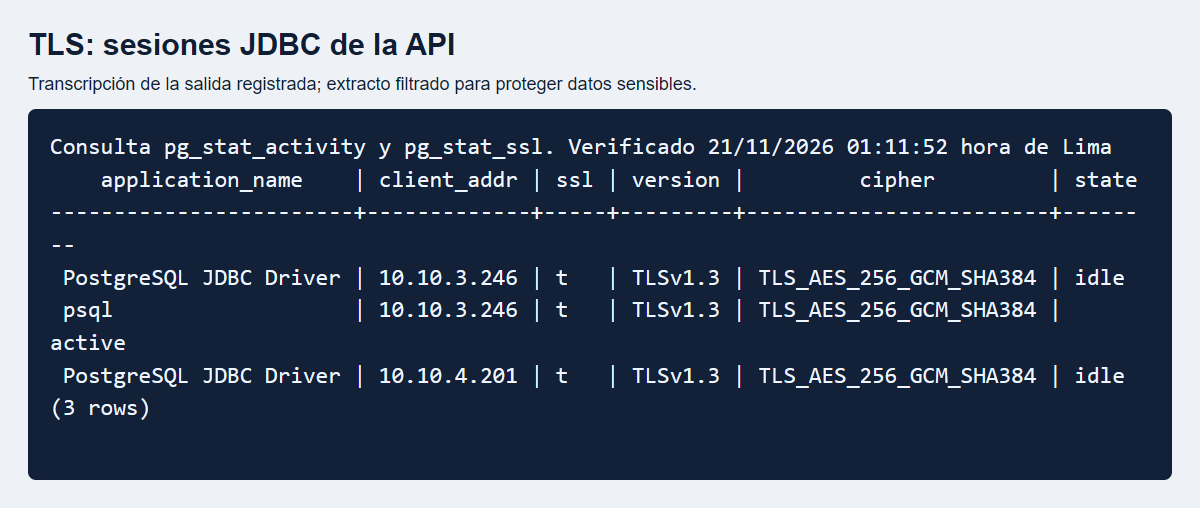 TLS: sesiones JDBC de la API
Transcripción de la salida registrada; extracto filtrado para proteger datos sensibles.
Consulta pg_stat_activity y pg_stat_ssl. Verificado 21/11/2026 01:11:52 hora de Lima
    application_name    | client_addr | ssl | version |         cipher         | state
------------------------+-------------+-----+---------+------------------------+------
--
 PostgreSQL JDBC Driver | 10.10.3.246 | t   | TLSv1.3 | TLS_AES_256_GCM_SHA384 | idle
 psql                   | 10.10.3.246 | t   | TLSv1.3 | TLS_AES_256_GCM_SHA384 |
active
 PostgreSQL JDBC Driver | 10.10.4.201 | t   | TLSv1.3 | TLS_AES_256_GCM_SHA384 | idle
(3 rows)